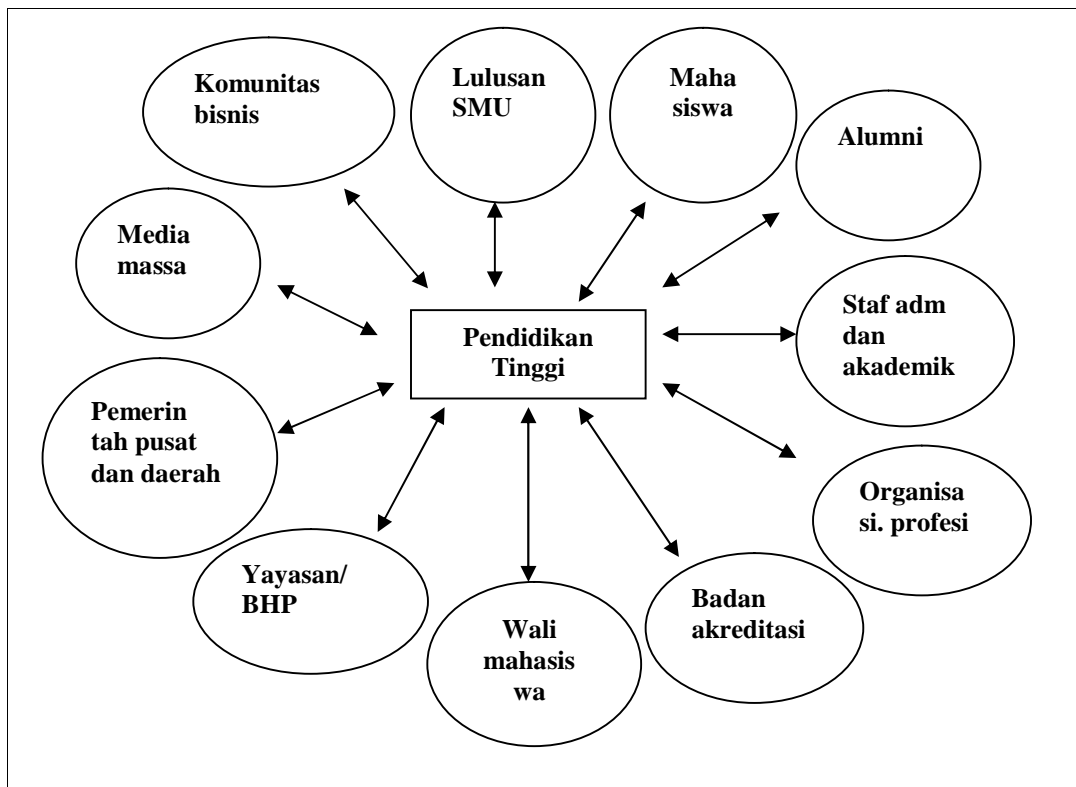 Komunitas
bisnis
Lulusan
SMU
Maha
siswa
Alumni
Media
massa
Pendidikan
Tinggi
Staf adm
dan
akademik
Pemerin
tah pusat
dan daerah
Organisa
si. profesi
Yayasan/
BHP
Wali
mahasis
wa
Badan
akreditasi